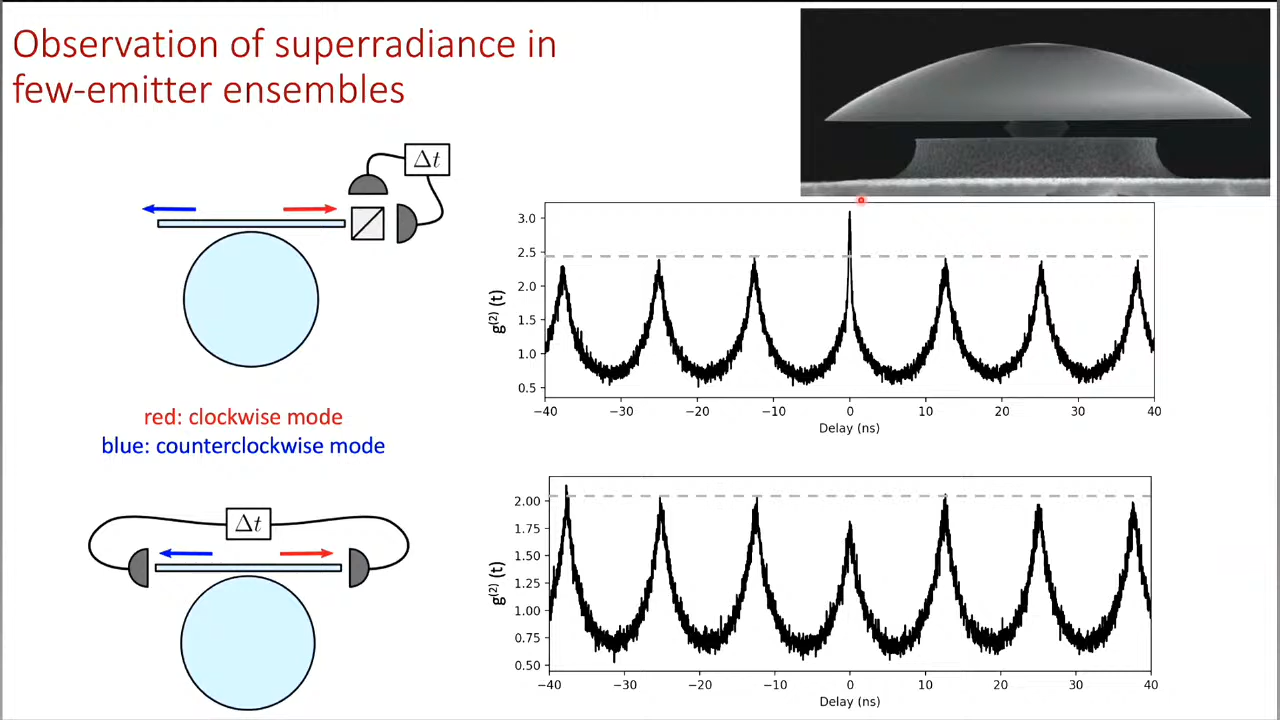 Observation of superradiance in
few-emitter ensembles
Δt
red: clockwise mode
blue: counterclockwise mode
Δt
g(2) (t)
3.0
2.5
2.0
1.5
1.0
0.5
−40 −30 −20 −10 0 10 20 30 40
Delay (ns)
g(2) (t)
2.00
1.75
1.50
1.25
1.00
0.75
0.50
−40 −30 −20 −10 0 10 20 30 40
Delay (ns)